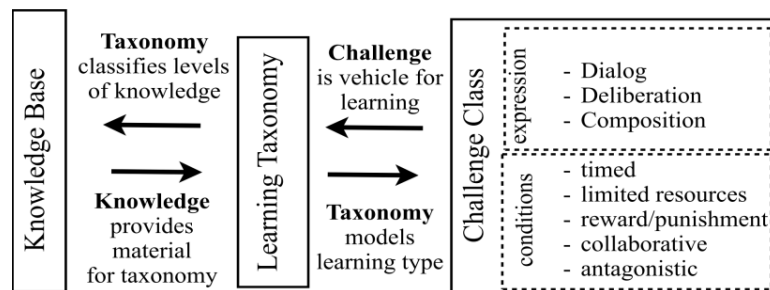 Knowledge Base
Taxonomy
classifies levels
of knowledge
Knowledge
provides
material
for taxonomy
Learning Taxonomy
Challenge
is vehicle for
learning
Taxonomy
models
learning type
Challenge Class
expression
- Dialog
- Deliberation
- Composition
conditions
- timed
- limited resources
- reward/punishment
- collaborative
- antagonistic